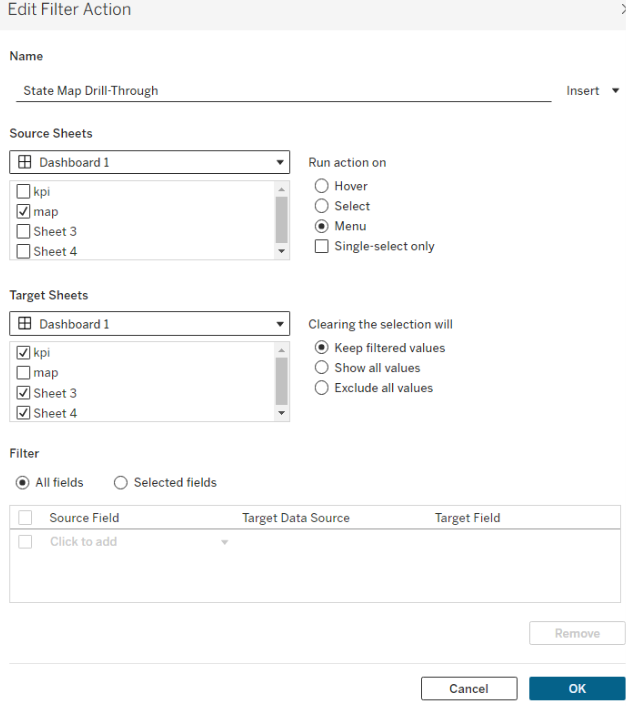 Edit Filter Action
Name
State Map Drill-Through
Insert
Source Sheets
Dashboard 1
Run action on
kpi
Hover
map
Select
Sheet 3
Menu
Sheet 4
Single-select only
Target Sheets
Dashboard 1
Clearing the selection will
kpi
Keep filtered values
map
Show all values
Sheet 3
Exclude all values
Sheet 4
Filter
All fields Selected fields
Source Field Target Data Source Target Field
Click to add
Remove
Cancel OK